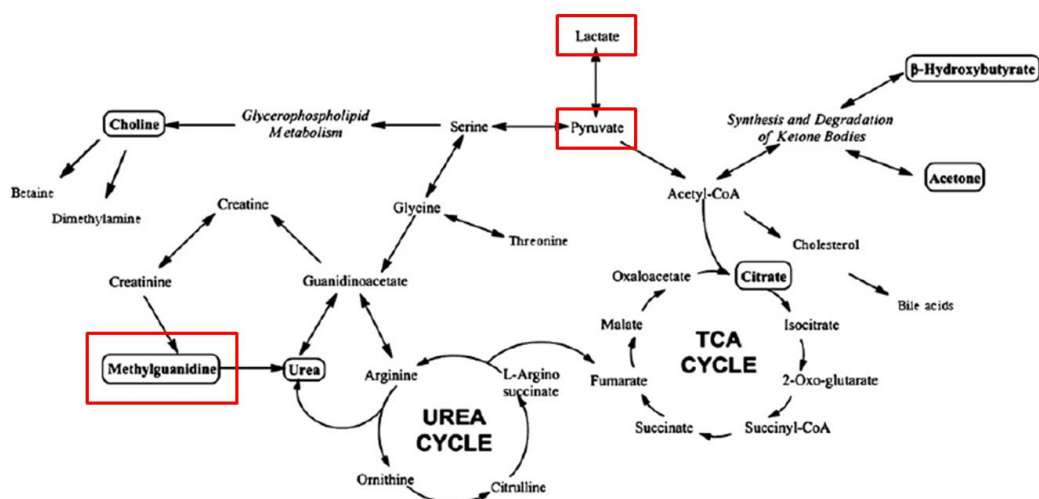 Lactate
β-Hydroxybutyrate
Choline
Glycerophospholipid
Metabolism
Serine
Pyruvate
Synthesis and Degradation
of Ketone Bodies
Acetone
Betaine
Dimethylamine
Acetyl-CoA
Creatine
Glycine
Threonine
Cholesterol
Creatinine
Guanidinoacetate
Oxaloacetate
Citrate
Bile acids
Malate
Isocitrate
TCA
CYCLE
Methylguanidine
Urea
Arginine
L-Argino
succinate
Fumarate
2-Oxo-glutarate
UREA
CYCLE
Succinate
Succinyl-CoA
Ornithine
Citrulline